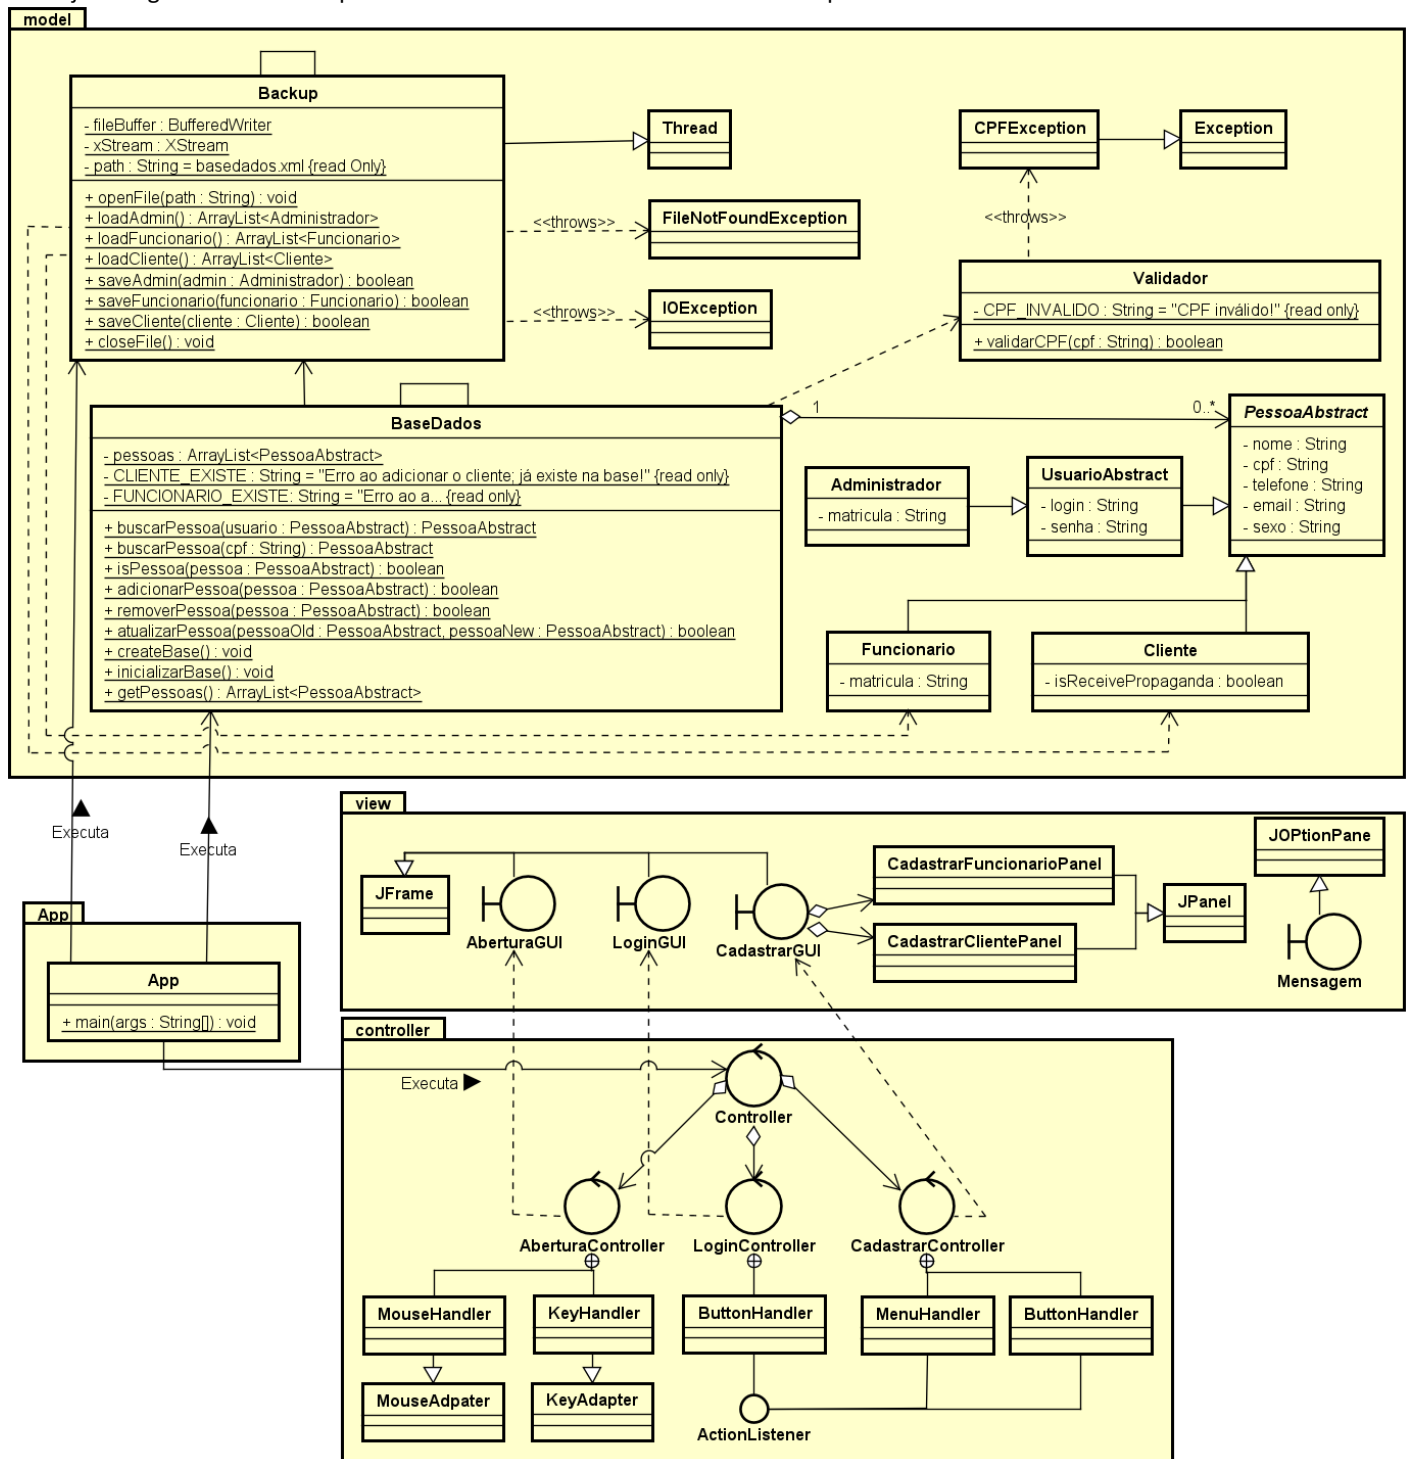 model
Backup
- fileBuffer : BufferedWriter
- xStream : XStream
- path : String = basedados.xml {read Only}
+ openFile(path : String) : void
+ loadAdmin() : ArrayList<Administrador>
+ loadFuncionario() : ArrayList<Funcionario>
+ loadCliente() : ArrayList<Cliente>
+ saveAdmin(admin : Administrador) : boolean
+ saveFuncionario(funcionario : Funcionario) : boolean
+ saveCliente(cliente : Cliente) : boolean
+ closeFile() : void
Thread
<<throws>>
FileNotFoundException
<<throws>>
IOException
CPFException
Exception
<<throws>>
Validador
- CPF_INVALIDO : String = "CPF inválido!" {read only}
+ validarCPF(cpf : String) : boolean
BaseDados
- pessoas : ArrayList<PessoaAbstract>
- CLIENTE_EXISTE : String = "Erro ao adicionar o cliente; já existe na base!" {read only}
- FUNCIONARIO_EXISTE: String = "Erro ao a... {read only}
+ buscarPessoa(usuario : PessoaAbstract) : PessoaAbstract
+ buscarPessoa(cpf : String) : PessoaAbstract
+ isPessoa(pessoa : PessoaAbstract) : boolean
+ adicionarPessoa(pessoa : PessoaAbstract) : boolean
+ removerPessoa(pessoa : PessoaAbstract) : boolean
+ atualizarPessoa(pessoaOld : PessoaAbstract, pessoaNew : PessoaAbstract) : boolean
+ createBase() : void
+ inicializarBase() : void
+ getPessoas() : ArrayList<PessoaAbstract>
1
0..*
PessoaAbstract
- nome : String
- cpf : String
- telefone : String
- email : String
- sexo : String
UsuarioAbstract
- login : String
- senha : String
Administrador
- matricula : String
Funcionario
- matricula : String
Cliente
- isReceivePropaganda : boolean
Executa
Executa
view
JFrame
AberturaGUI
LoginGUI
CadastrarGUI
CadastrarFuncionarioPanel
CadastrarClientePanel
JPanel
JOPtionPane
Mensagem
App
App
+ main(args : String[]) : void
Executa
controller
Controller
AberturaController
LoginController
CadastrarController
MouseHandler
KeyHandler
ButtonHandler
MenuHandler
ButtonHandler
MouseAdpater
KeyAdapter
ActionListener